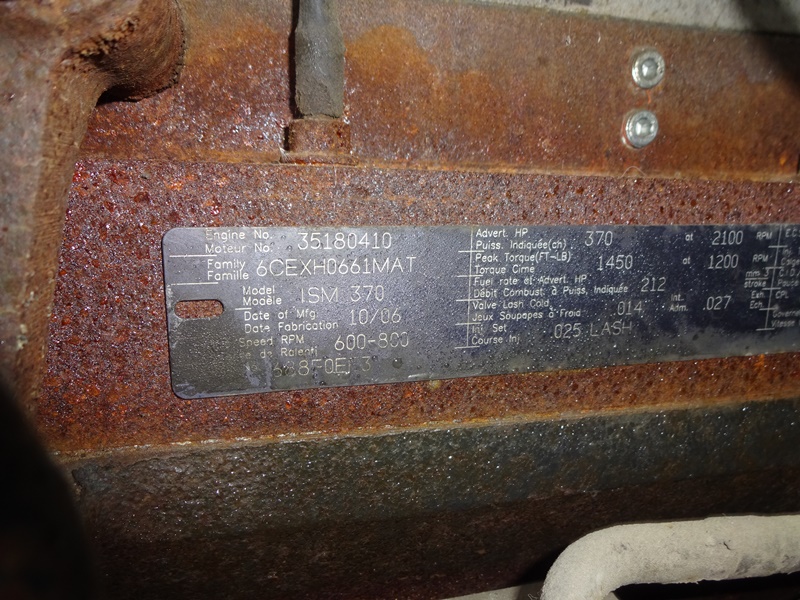 Engine No. 35180410
Moteur No.
Family 6CEXH0661MAT
Famille
Model ISM 370
Modèle
Date of Mfg. 10/06
Date Fabrication
Speed RPM 600-800
Ralenti
Advert. HP 370 at 2100 RPM
Puiss. Indiquée(ch)
Peak Torque(FT-LB) 1450 at 1200 RPM
Torque Cime
Fuel rate at Advert. HP 212 mm3
Débit Combust. à Puiss. Indiquée stroke
Valve Lash Cold .014 Int. .027 Exh.
Jeux Soupapes à Froid Adm. Ech.
Inj. Set .025 LASH
Course Inj.